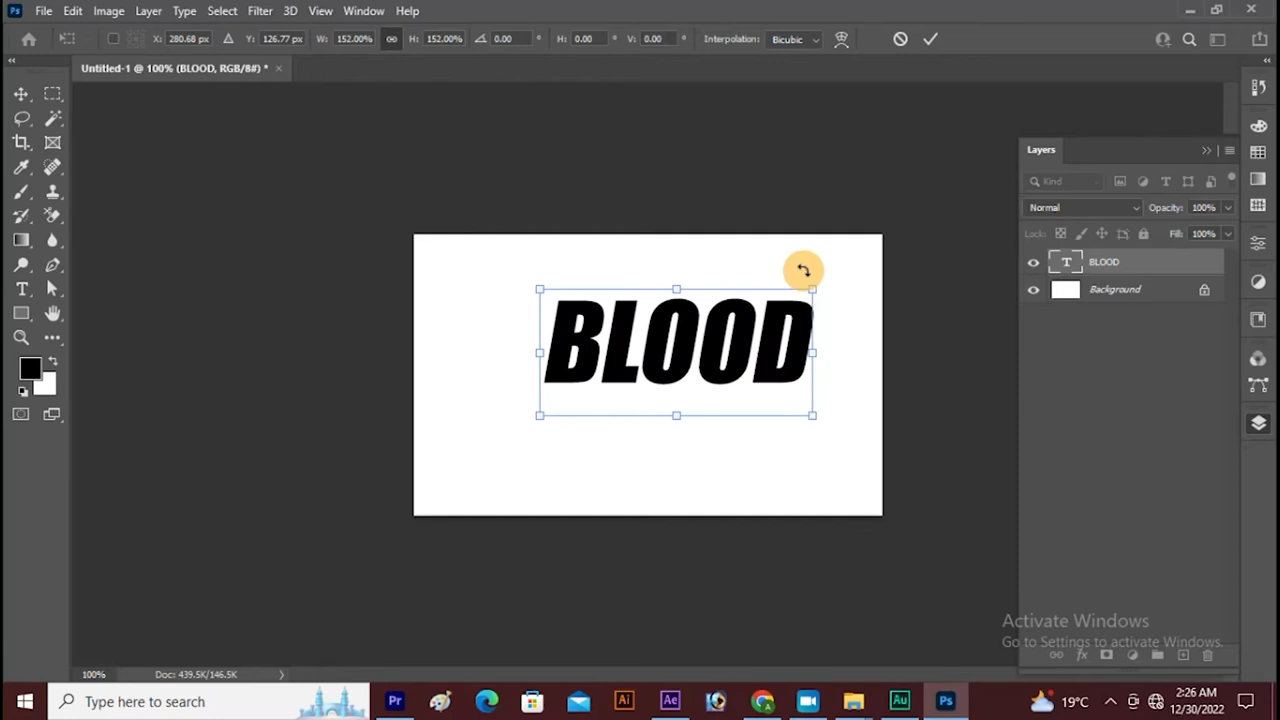 Ps File Edit Image Layer Type Select Filter 3D View Window Help
X: 280.68 px Y: 126.77 px W: 152.00% H: 152.00% 0.00 ° H: 0.00 ° V: 0.00 ° Interpolation: Bicubic
Untitled-1 @ 100% (BLOOD, RGB/8#) * ×
Layers
Kind
Normal Opacity: 100%
Lock: Fill: 100%
T BLOOD
Background
BLOOD
Activate Windows
Go to Settings to activate Windows.
100% Doc: 439.5K/146.5K
Type here to search Pr Ai Ae Au Ps 19°C 2:26 AM
12/30/2022